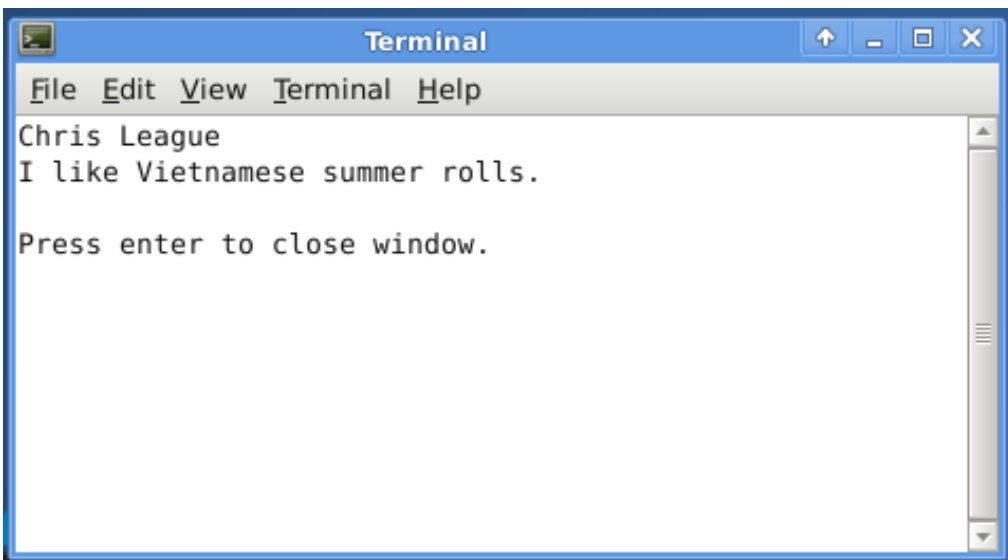 Terminal
File Edit View Terminal Help
Chris League
I like Vietnamese summer rolls.
Press enter to close window.